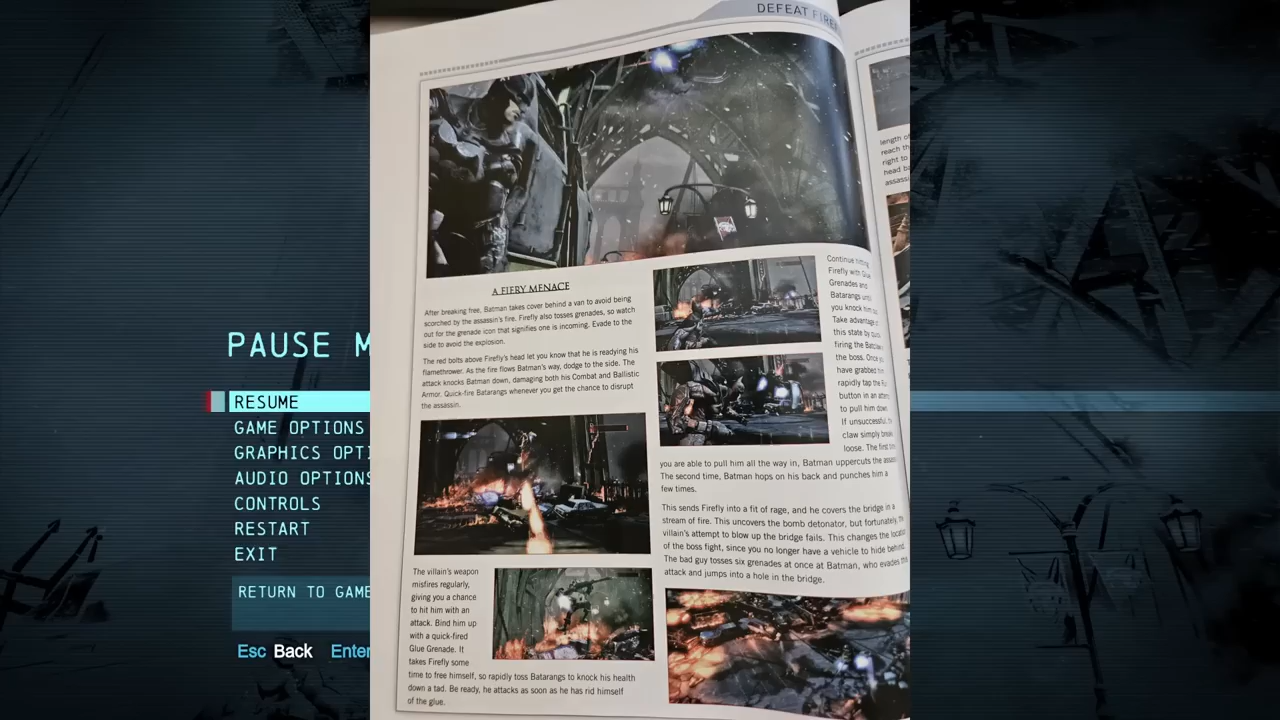 DEFEAT
A FIERY MENACE
After breaking free, Batman takes cover behind a van to avoid being
scorched by the assassin's fire. Firefly also tosses grenades, so watch
out for the grenade icon that signifies one is incoming. Evade to the
side to avoid the explosion.
The red bolts above Firefly's head let you know that he is readying his
flamethrower. As the fire flows Batman's way, dodge to the side. The
attack knocks Batman down, damaging both his Combat and Ballistic
Armor. Quick-fire Batarangs whenever you get the chance to disrupt
the assassin.
The villain's weapon
misfires regularly,
giving you a chance
to hit him with an
attack. Bind him up
with a quick-fired
Glue Grenade. It
takes Firefly some
time to free himself, so rapidly toss Batarangs to knock his health
down a tad. Be ready, he attacks as soon as he has rid himself
of the glue.
Continue hitting
Firefly with Glue
Grenades and
Batarangs until
you knock him
Take advantage
this state by
firing the
the boss. Once
have grabbed
rapidly tap the
button in an
to pull him down.
If unsuccessful,
claw simply
loose. The first
you are able to pull him all the way in, Batman uppercuts the
The second time, Batman hops on his back and punches him a
few times.
This sends Firefly into a fit of rage, and he covers the bridge in a
stream of fire. This uncovers the bomb detonator, but fortunately,
villain's attempt to blow up the bridge fails. This changes the
of the boss fight, since you no longer have a vehicle to hide behind.
The bad guy tosses six grenades at once at Batman, who evades
attack and jumps into a hole in the bridge.
length
reach
right to
head
PAUSE M
RESUME
GAME OPTIONS
GRAPHICS OPTI
AUDIO OPTIONS
CONTROLS
RESTART
EXIT
RETURN TO GAME
Esc Back Enter